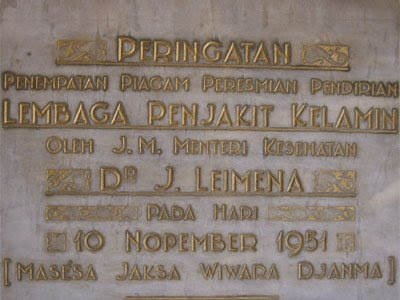 PERINGATAN
PENEMPATAN PIAGAM PERESMIAN PENDIRIAN
LEMBAGA PENJAKIT KELAMIN
OLEH J. M. MENTERI KESEHATAN
DR J. LEIMENA
PADA HARI
10 NOPEMBER 1951
[MASÉSA JAKSA WIWARA DJANMA]